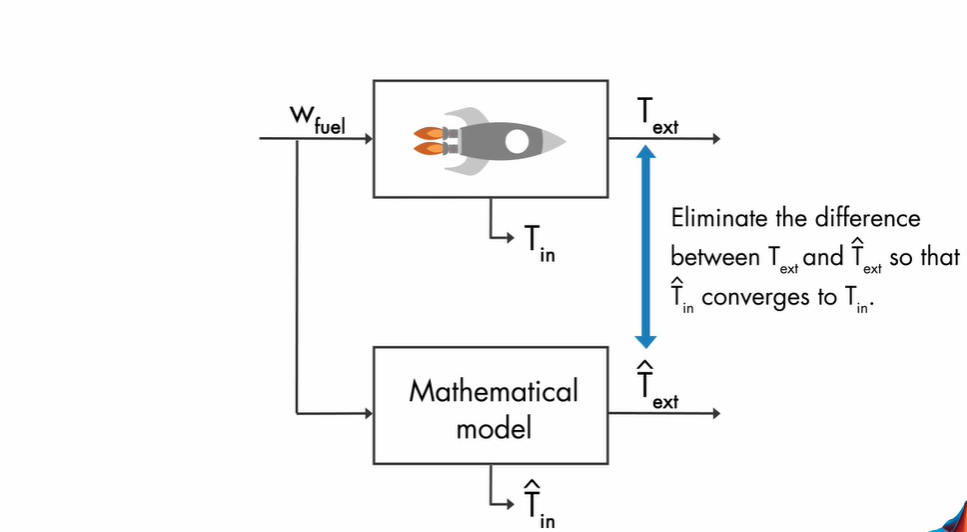 w_fuel
T_ext
T_in
Eliminate the difference
between T_ext and T̂_ext so that
T̂_in converges to T_in.
Mathematical
model
T̂_ext
T̂_in